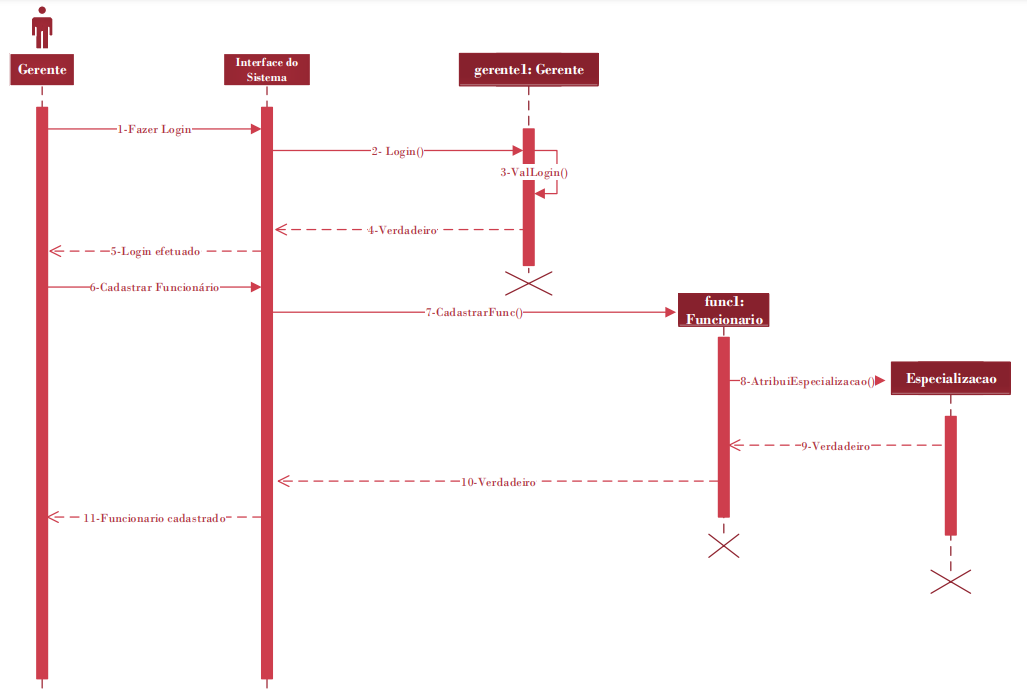 Gerente
Interface do
Sistema
gerente1: Gerente
1-Fazer Login
2- Login()
3-ValLogin()
4-Verdadeiro
5-Login efetuado
6-Cadastrar Funcionário
func1:
Funcionario
7-CadastrarFunc()
Especializacao
8-AtribuiEspecializacao()
9-Verdadeiro
10-Verdadeiro
11-Funcionario cadastrado